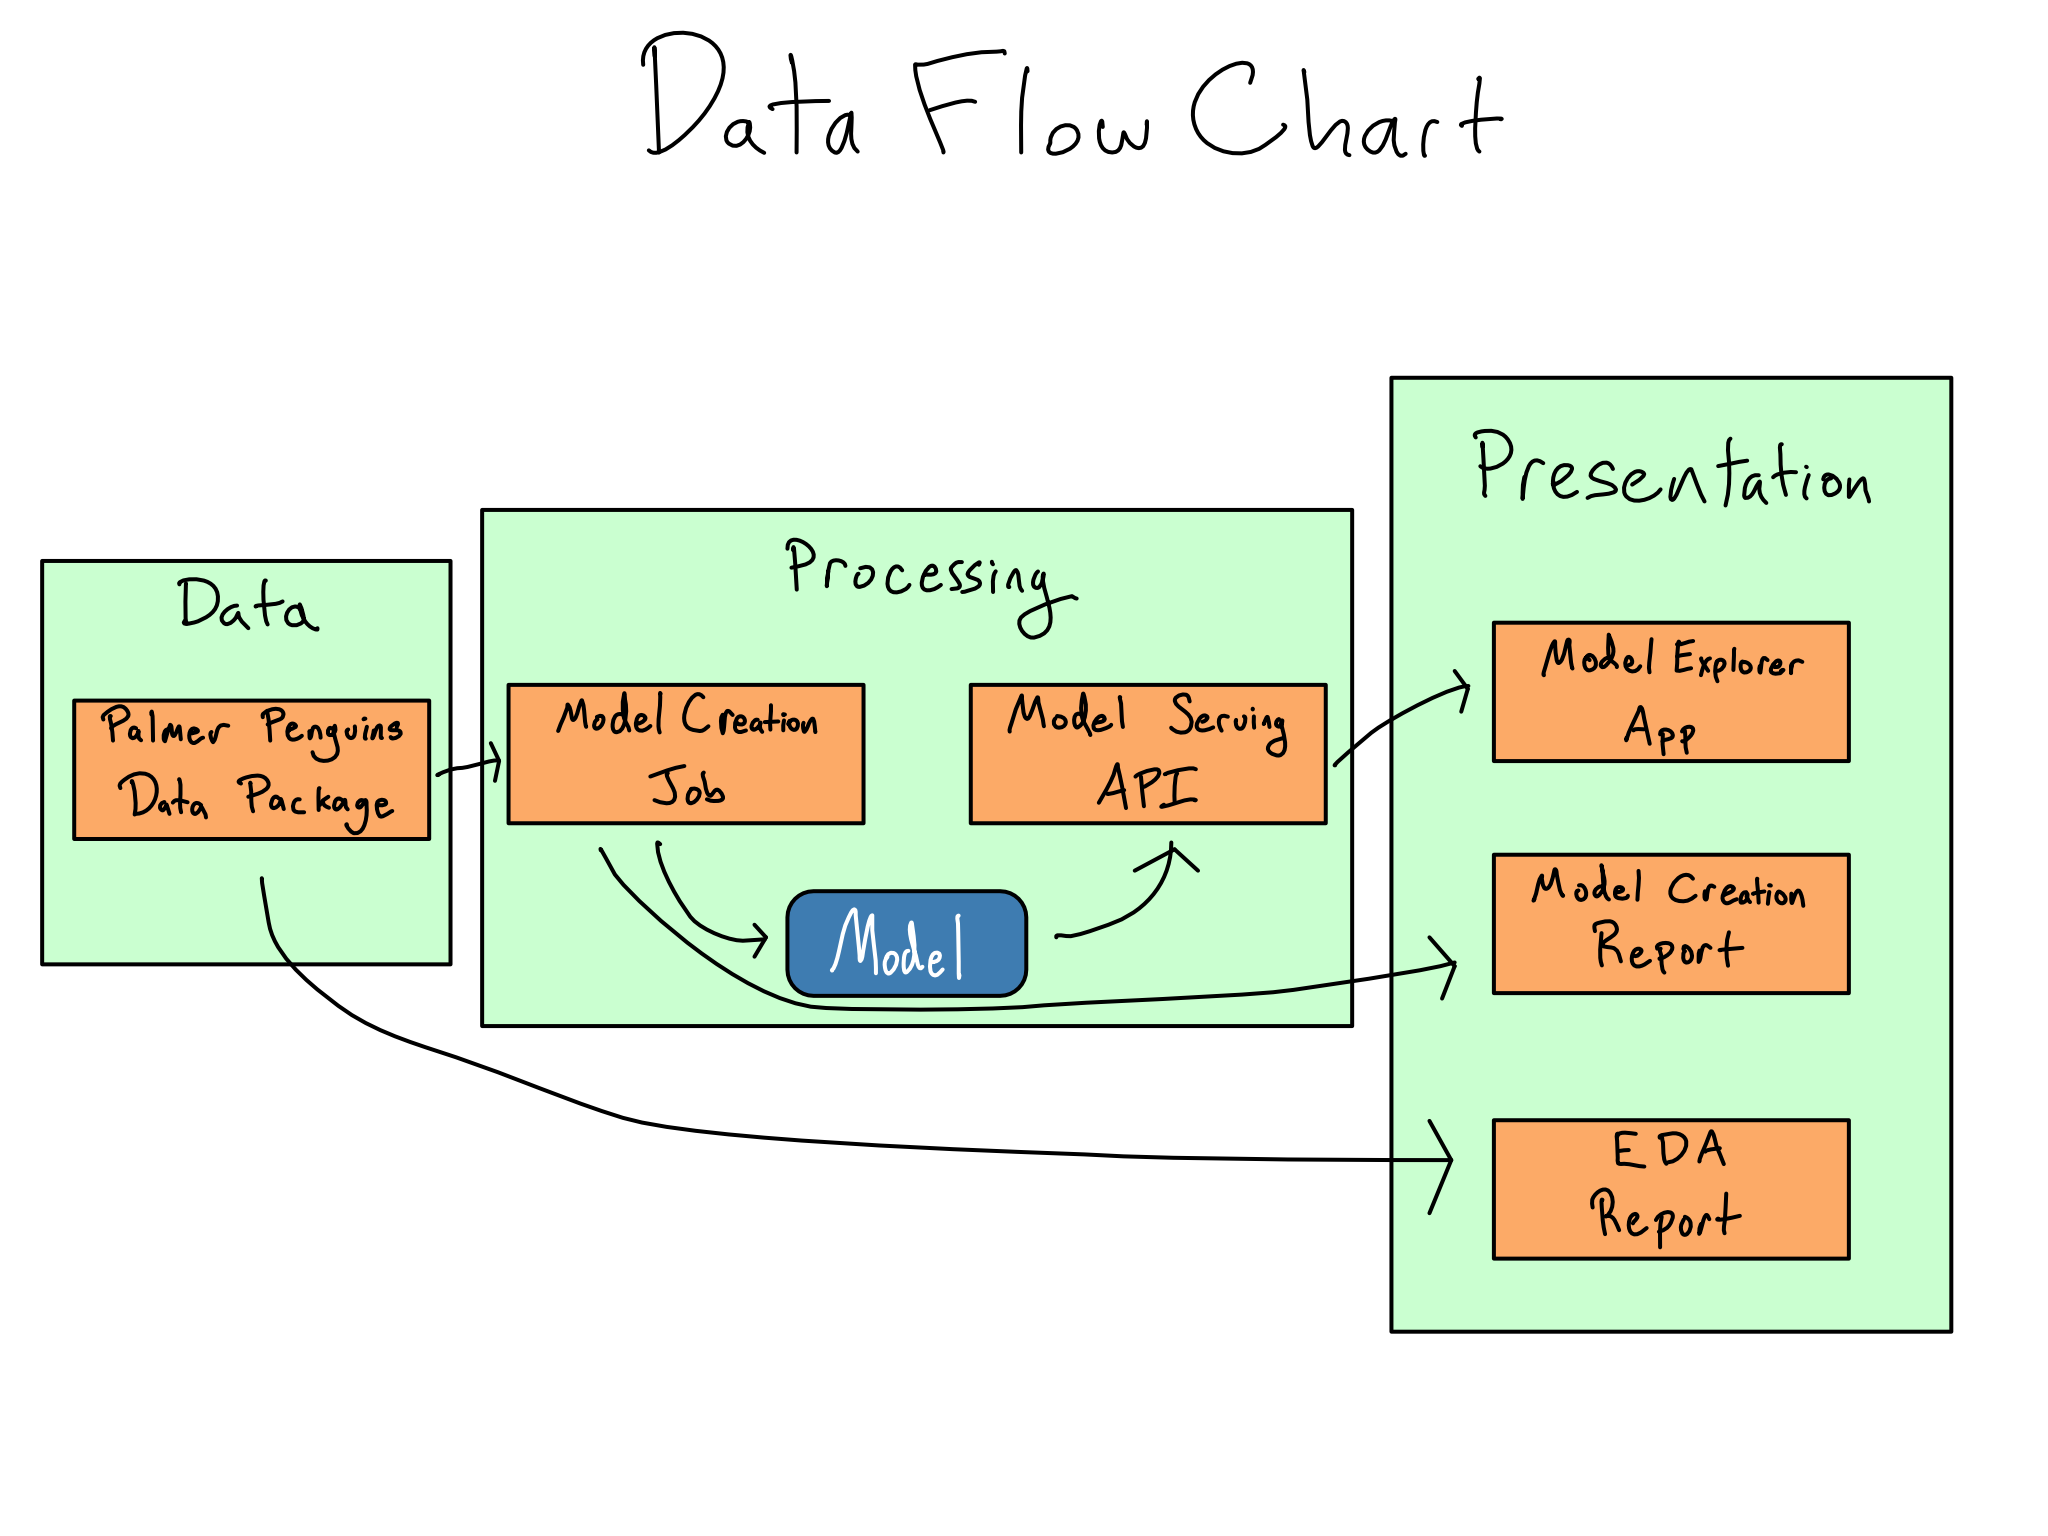 Data Flow Chart
Data
Palmer Penguins
Data Package
Processing
Model Creation
Job
Model Serving
API
Model
Presentation
Model Explorer
App
Model Creation
Report
EDA
Report